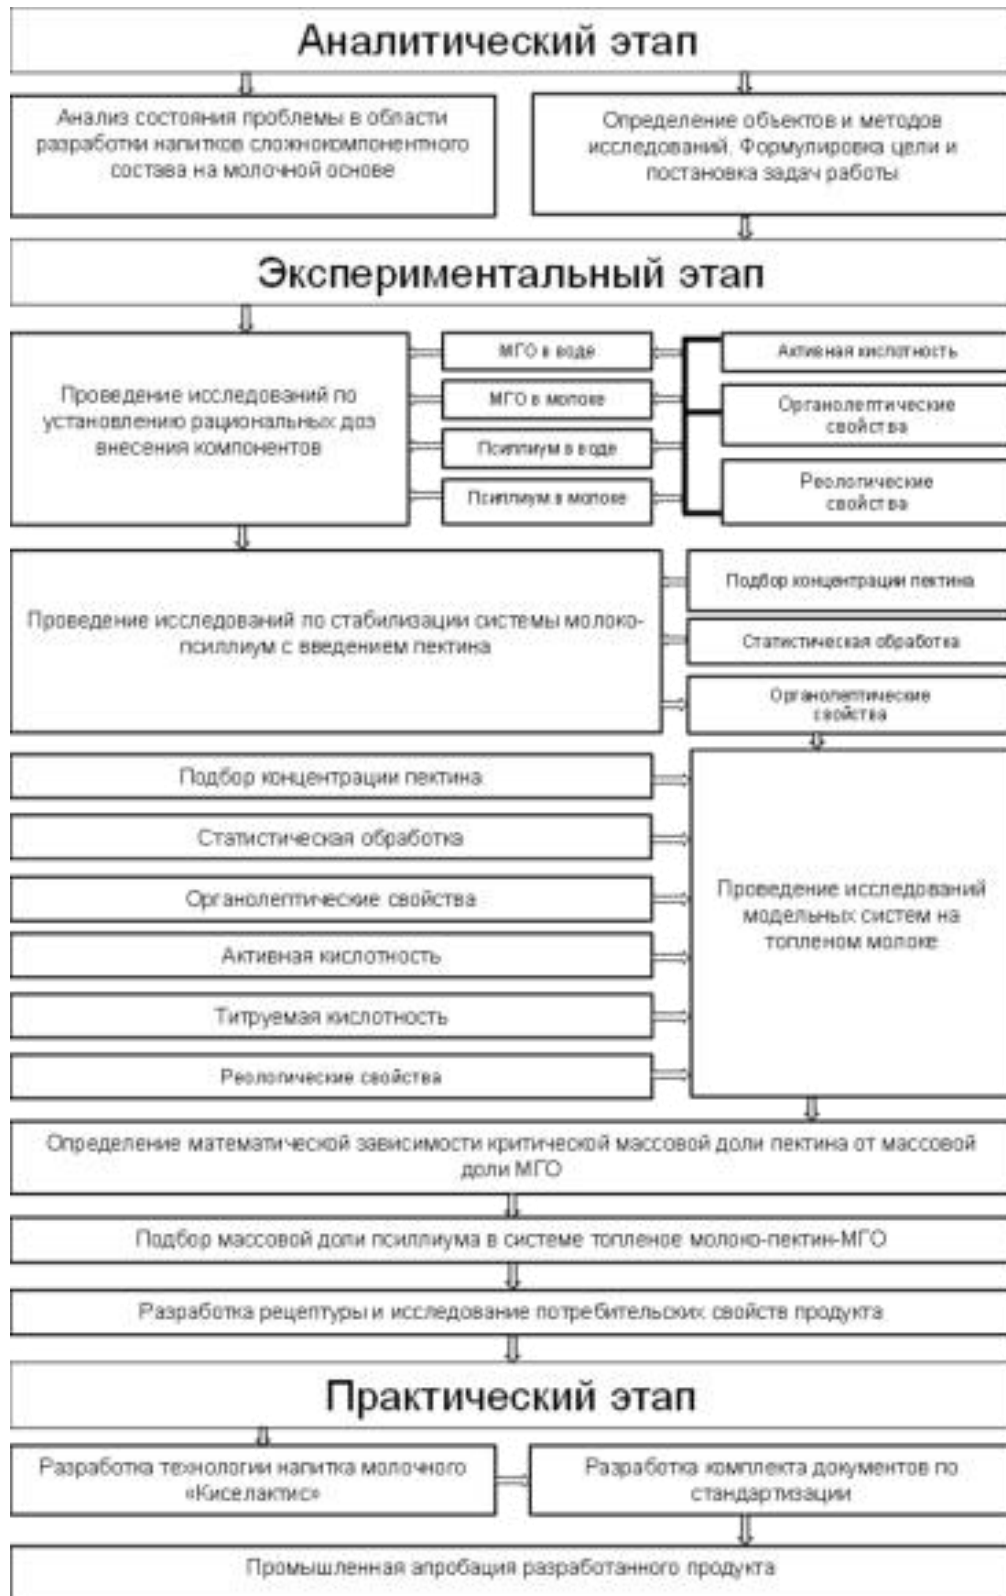 Аналитический этап
Анализ состояния проблемы в области
разработки напитков сложнокомпонентного
состава на молочной основе
Определение объектов и методов
исследований. Формулировка цели и
постановка задач работы
Экспериментальный этап
Проведение исследований по
установлению рациональных доз
внесения компонентов
МГО в воде
МГО в молоке
Псиллиум в воде
Псиллиум в молоке
Активная кислотность
Органолептические
свойства
Реологические
свойства
Проведение исследований по стабилизации системы молоко-
псиллиум с введением пектина
Подбор концентрации пектина
Статистическая обработка
Органолептические
свойства
Подбор концентрации пектина
Статистическая обработка
Органолептические свойства
Активная кислотность
Титруемая кислотность
Реологические свойства
Проведение исследований
модельных систем на
топленом молоке
Определение математической зависимости критической массовой доли пектина от массовой
доли МГО
Подбор массовой доли псиллиума в системе топленое молоко-пектин-МГО
Разработка рецептуры и исследование потребительских свойств продукта
Практический этап
Разработка технологии напитка молочного
«Киселактис»
Разработка комплекта документов по
стандартизации
Промышленная апробация разработанного продукта